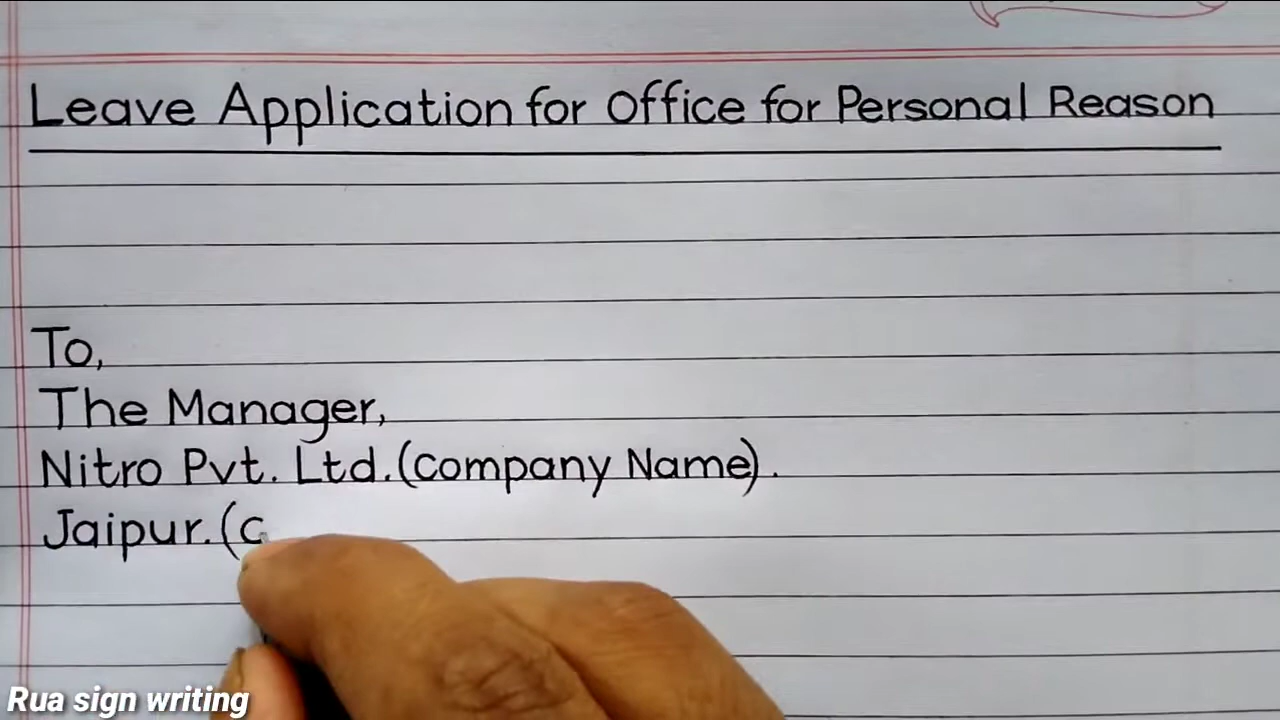 Leave Application for Office for Personal Reason
To,
The Manager,
Nitro Pvt. Ltd.(Company Name).
Jaipur.(C
Rua sign writing